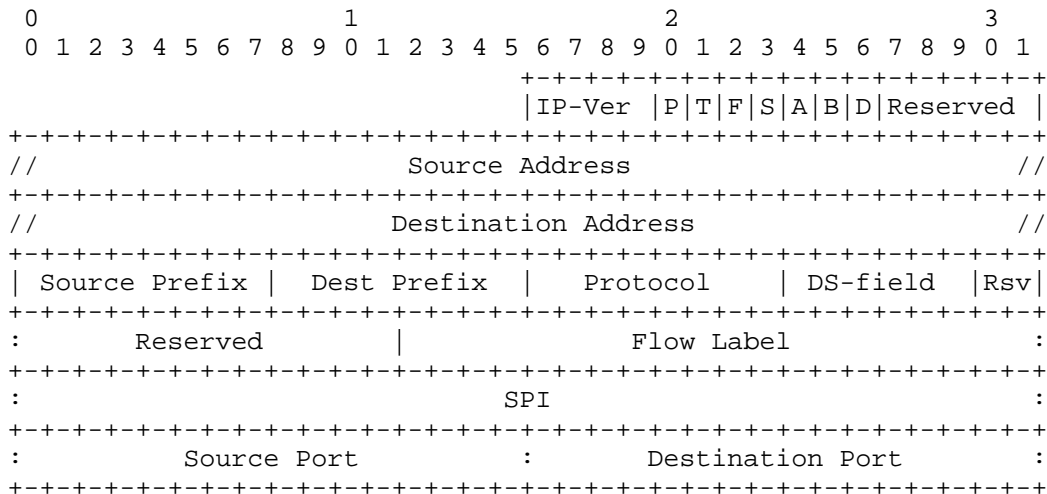 0                   1                   2                   3
 0 1 2 3 4 5 6 7 8 9 0 1 2 3 4 5 6 7 8 9 0 1 2 3 4 5 6 7 8 9 0 1
                                +-+-+-+-+-+-+-+-+-+-+-+-+-+-+-+-+
                                |IP-Ver |P|T|F|S|A|B|D|Reserved |
+-+-+-+-+-+-+-+-+-+-+-+-+-+-+-+-+-+-+-+-+-+-+-+-+-+-+-+-+-+-+-+-+
//                       Source Address                        //
+-+-+-+-+-+-+-+-+-+-+-+-+-+-+-+-+-+-+-+-+-+-+-+-+-+-+-+-+-+-+-+-+
//                      Destination Address                    //
+-+-+-+-+-+-+-+-+-+-+-+-+-+-+-+-+-+-+-+-+-+-+-+-+-+-+-+-+-+-+-+-+
| Source Prefix |  Dest Prefix  |   Protocol    | DS-field  |Rsv|
+-+-+-+-+-+-+-+-+-+-+-+-+-+-+-+-+-+-+-+-+-+-+-+-+-+-+-+-+-+-+-+-+
:       Reserved        |              Flow Label               :
+-+-+-+-+-+-+-+-+-+-+-+-+-+-+-+-+-+-+-+-+-+-+-+-+-+-+-+-+-+-+-+-+
:                              SPI                              :
+-+-+-+-+-+-+-+-+-+-+-+-+-+-+-+-+-+-+-+-+-+-+-+-+-+-+-+-+-+-+-+-+
:          Source Port          :       Destination Port        :
+-+-+-+-+-+-+-+-+-+-+-+-+-+-+-+-+-+-+-+-+-+-+-+-+-+-+-+-+-+-+-+-+